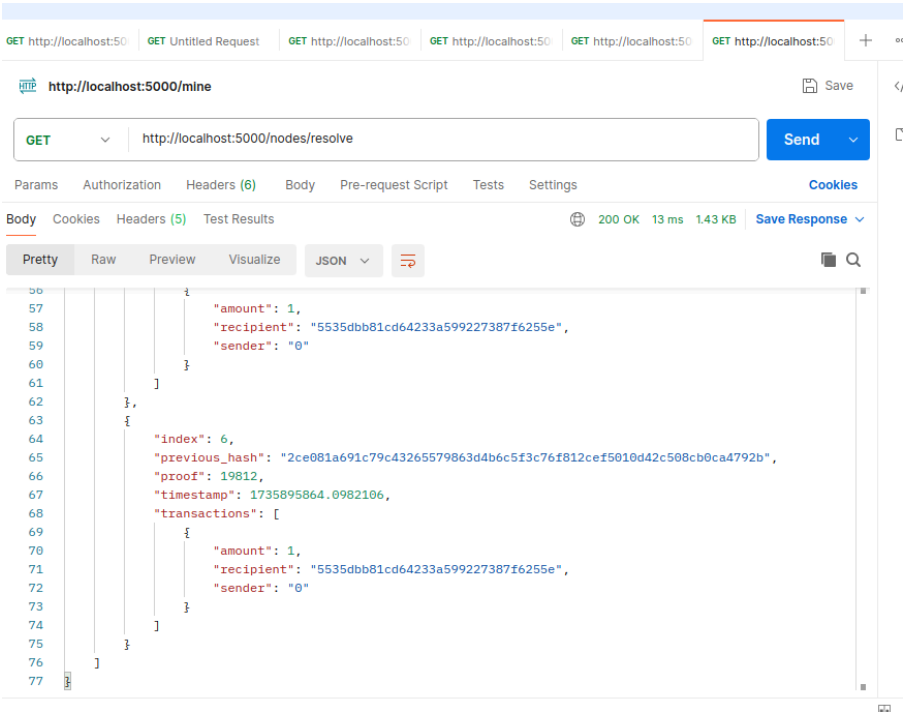 GET http://localhost:50 GET Untitled Request GET http://localhost:50 GET http://localhost:50 GET http://localhost:50 GET http://localhost:50
HTTP http://localhost:5000/mine Save
GET http://localhost:5000/nodes/resolve Send
Params Authorization Headers (6) Body Pre-request Script Tests Settings Cookies
Body Cookies Headers (5) Test Results 200 OK 13 ms 1.43 KB Save Response
Pretty Raw Preview Visualize JSON
56 {
57 "amount": 1,
58 "recipient": "5535dbb81cd64233a599227387f6255e",
59 "sender": "0"
60 }
61 ]
62 },
63 {
64 "index": 6,
65 "previous_hash": "2ce081a691c79c43265579863d4b6c5f3c76f812cef5010d42c508cb0ca4792b",
66 "proof": 19812,
67 "timestamp": 1735895864.0982106,
68 "transactions": [
69 {
70 "amount": 1,
71 "recipient": "5535dbb81cd64233a599227387f6255e",
72 "sender": "0"
73 }
74 ]
75 }
76 ]
77 }